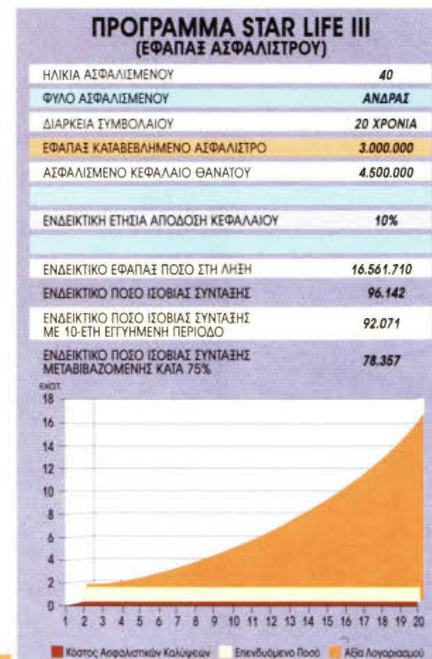 ΠΡΟΓΡΑΜΜΑ STAR LIFE III
(ΕΦΑΠΑΞ ΑΣΦΑΛΙΣΤΡΟΥ)
ΗΛΙΚΙΑ ΑΣΦΑΛΙΣΜΕΝΟΥ 40
ΦΥΛΟ ΑΣΦΑΛΙΣΜΕΝΟΥ ΑΝΔΡΑΣ
ΔΙΑΡΚΕΙΑ ΣΥΜΒΟΛΑΙΟΥ 20 ΧΡΟΝΙΑ
ΕΦΑΠΑΞ ΚΑΤΑΒΕΒΛΗΜΕΝΟ ΑΣΦΑΛΙΣΤΡΟ 3.000.000
ΑΣΦΑΛΙΣΜΕΝΟ ΚΕΦΑΛΑΙΟ ΘΑΝΑΤΟΥ 4.500.000
ΕΝΔΕΙΚΤΙΚΗ ΕΤΗΣΙΑ ΑΠΟΔΟΣΗ ΚΕΦΑΛΑΙΟΥ 10%
ΕΝΔΕΙΚΤΙΚΟ ΕΦΑΠΑΞ ΠΟΣΟ ΣΤΗ ΛΗΞΗ 16.561.710
ΕΝΔΕΙΚΤΙΚΟ ΠΟΣΟ ΙΣΟΒΙΑΣ ΣΥΝΤΑΞΗΣ 96.142
ΕΝΔΕΙΚΤΙΚΟ ΠΟΣΟ ΙΣΟΒΙΑΣ ΣΥΝΤΑΞΗΣ
ΜΕ 10-ΕΤΗ ΕΓΓΥΗΜΕΝΗ ΠΕΡΙΟΔΟ 92.071
ΕΝΔΕΙΚΤΙΚΟ ΠΟΣΟ ΙΣΟΒΙΑΣ ΣΥΝΤΑΞΗΣ
ΜΕΤΑΒΙΒΑΖΟΜΕΝΗΣ ΚΑΤΑ 75% 78.357
ΕΚΑΤ.
18
16
14
12
10
8
6
4
2
0
1 2 3 4 5 6 7 8 9 10 11 12 13 14 15 16 17 18 19 20
Κόστος Ασφαλιστικών Καλύψεων Επενδυόμενο Ποσό Αξία Λογαριασμού